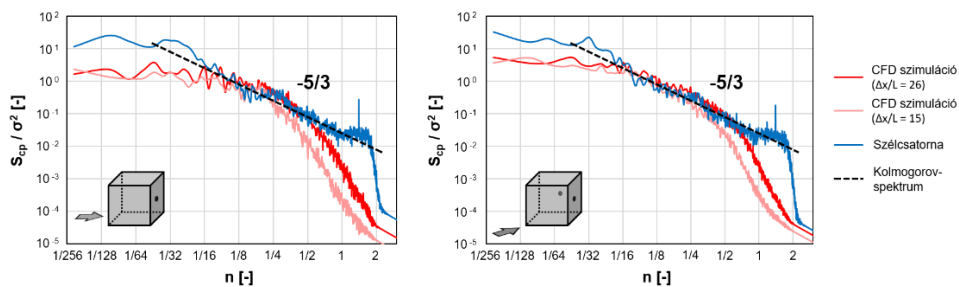 10²
10¹
10⁰
10⁻¹
10⁻²
10⁻³
10⁻⁴
10⁻⁵
S_cp / σ² [-]
-5/3
1/256 1/128 1/64 1/32 1/16 1/8 1/4 1/2 1 2
n [-]
10²
10¹
10⁰
10⁻¹
10⁻²
10⁻³
10⁻⁴
10⁻⁵
S_cp / σ² [-]
-5/3
1/256 1/128 1/64 1/32 1/16 1/8 1/4 1/2 1 2
n [-]
CFD szimuláció
(Δx/L = 26)
CFD szimuláció
(Δx/L = 15)
Szélcsatorna
Kolmogorov-
spektrum